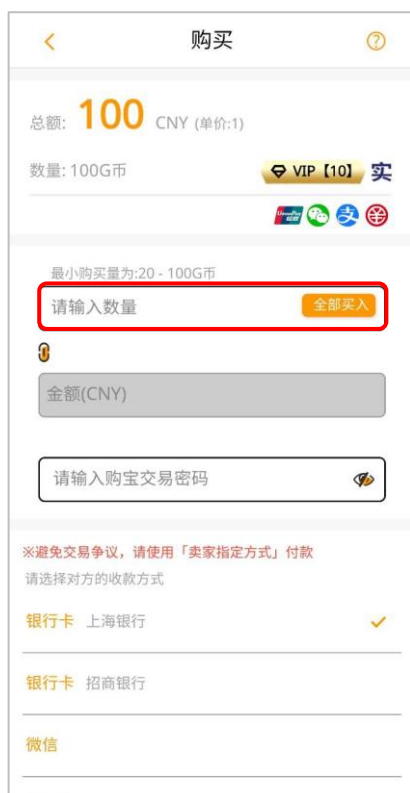 购买
总额: 100 CNY (单价:1)
数量: 100G币
VIP【10】 实
UnionPay 支
最小购买量为:20 - 100G币
请输入数量 全部买入
金额(CNY)
请输入购宝交易密码
※避免交易争议，请使用「卖家指定方式」付款
请选择对方的收款方式
银行卡 上海银行
银行卡 招商银行
微信